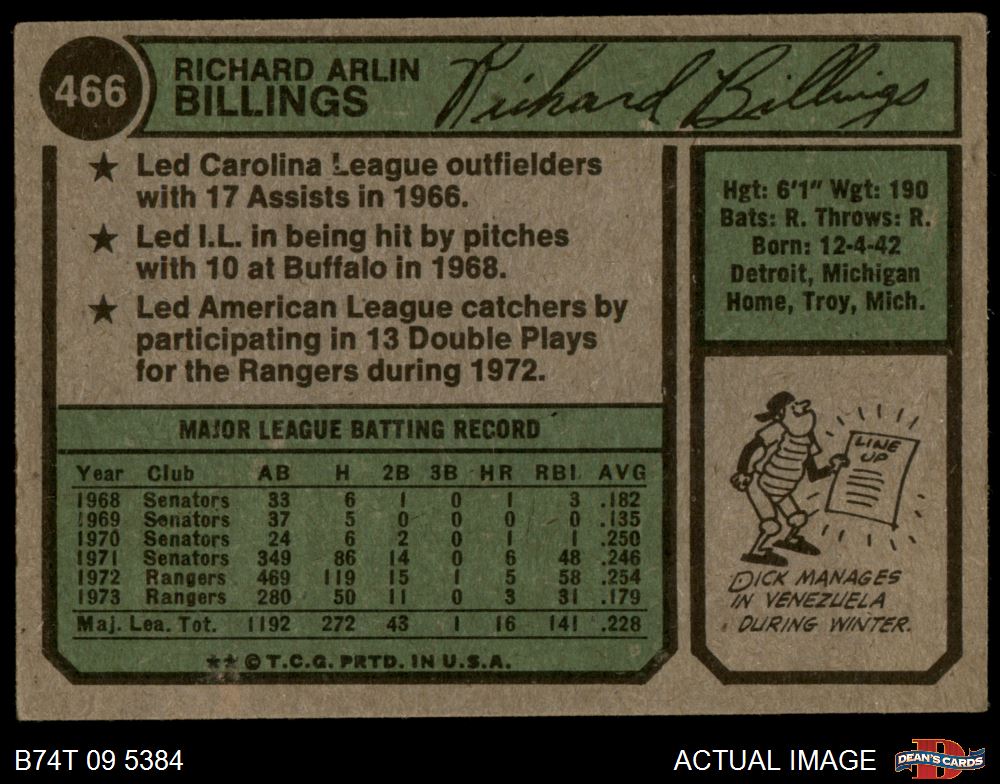 466
RICHARD ARLIN
BILLINGS
Richard Billings
★ Led Carolina League outfielders
with 17 Assists in 1966.
★ Led I.L. in being hit by pitches
with 10 at Buffalo in 1968.
★ Led American League catchers by
participating in 13 Double Plays
for the Rangers during 1972.
Hgt: 6'1" Wgt: 190
Bats: R. Throws: R.
Born: 12-4-42
Detroit, Michigan
Home, Troy, Mich.
MAJOR LEAGUE BATTING RECORD
Year Club AB H 2B 3B HR RBI AVG
1968 Senators 33 6 1 0 1 3 .182
1969 Senators 37 5 0 0 0 0 .135
1970 Senators 24 6 2 0 1 1 .250
1971 Senators 349 86 14 0 6 48 .246
1972 Rangers 469 119 15 1 5 58 .254
1973 Rangers 280 50 11 0 3 31 .179
Maj. Lea. Tot. 1192 272 43 1 16 141 .228
★★ © T.C.G. PRTD. IN U.S.A.
LINE
UP
DICK MANAGES
IN VENEZUELA
DURING WINTER.
B74T 09 5384
ACTUAL IMAGE
D
DEAN'S CARDS